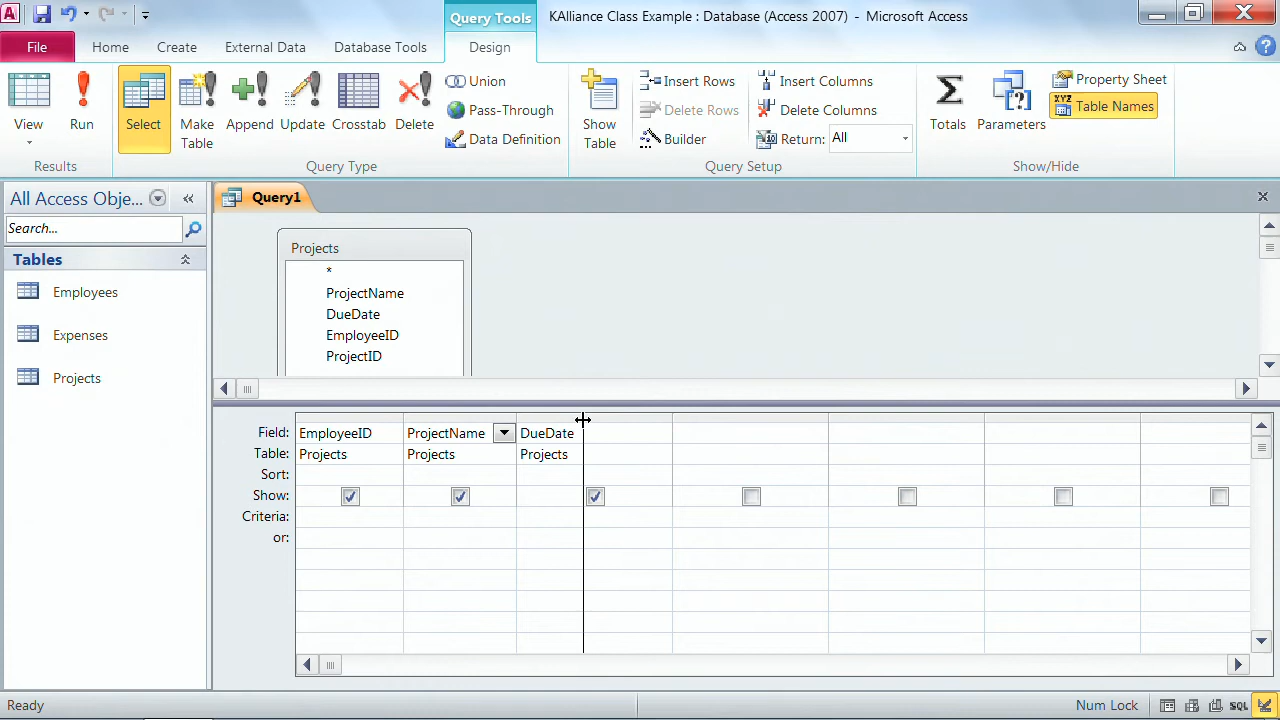 Query Tools
KAlliance Class Example : Database (Access 2007) - Microsoft Access
File
Home
Create
External Data
Database Tools
Design
View
Run
Results
Select
Make Table
Append
Update
Crosstab
Delete
Union
Pass-Through
Data Definition
Query Type
Show Table
Insert Rows
Delete Rows
Builder
Insert Columns
Delete Columns
Return: All
Query Setup
Totals
Parameters
Property Sheet
Table Names
Show/Hide
All Access Obje...
Search...
Tables
Employees
Expenses
Projects
Query1
Projects
*
ProjectName
DueDate
EmployeeID
ProjectID
Field: EmployeeID ProjectName DueDate
Table: Projects Projects Projects
Sort:
Show:
Criteria:
or:
Ready
Num Lock
SQL